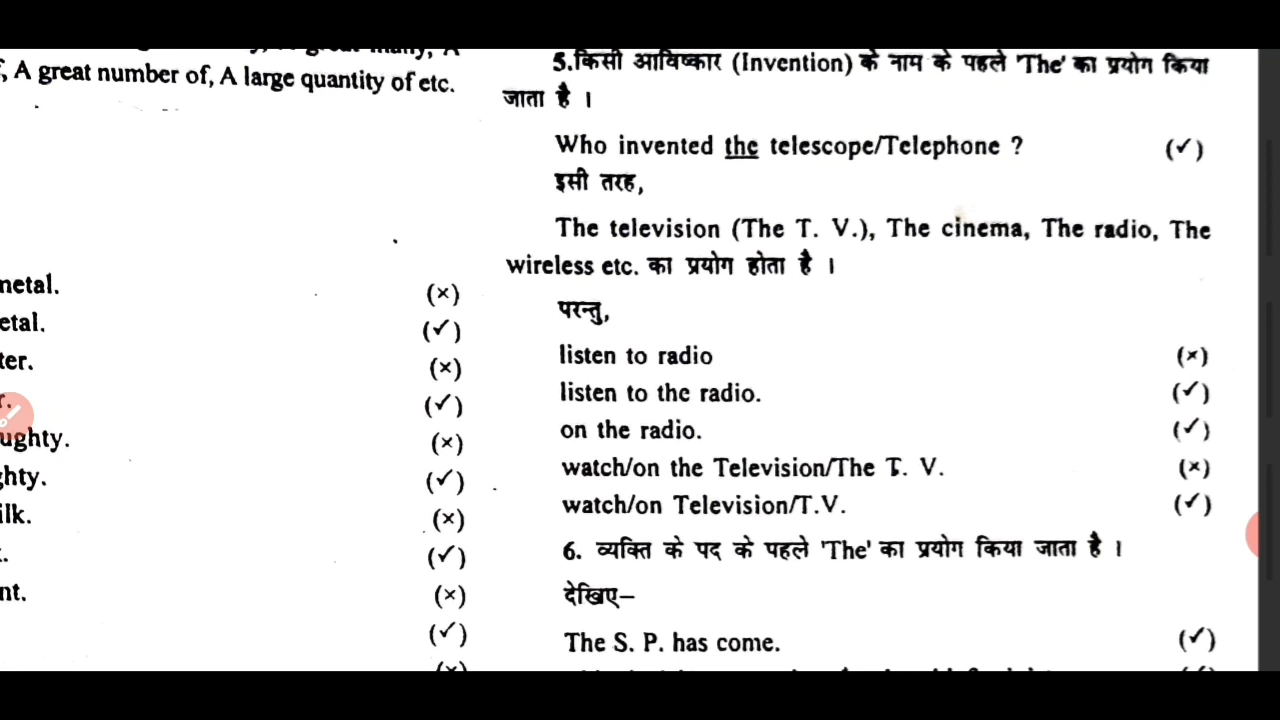 , A great number of, A large quantity of etc.
metal. (×)
etal. (✓)
ter. (×)
r. (✓)
ughty. (×)
ghty. (✓)
ilk. (×)
. (✓)
nt. (×)
(✓)
(×)
5.किसी आविष्कार (Invention) के नाम के पहले 'The' का प्रयोग किया
जाता है ।
Who invented the telescope/Telephone ? (✓)
इसी तरह,
The television (The T. V.), The cinema, The radio, The
wireless etc. का प्रयोग होता है ।
परन्तु,
listen to radio (×)
listen to the radio. (✓)
on the radio. (✓)
watch/on the Television/The T. V. (×)
watch/on Television/T.V. (✓)
6. व्यक्ति के पद के पहले 'The' का प्रयोग किया जाता है ।
देखिए–
The S. P. has come. (✓)